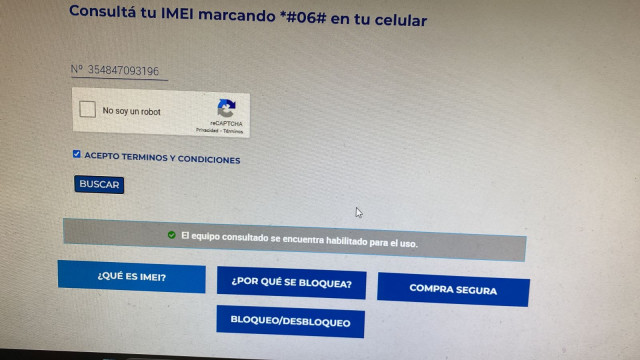 Consultá tu IMEI marcando *#06# en tu celular
Nº 354847093196
No soy un robot
reCAPTCHA
Privacidad - Términos
ACEPTO TERMINOS Y CONDICIONES
BUSCAR
El equipo consultado se encuentra habilitado para el uso.
¿QUÉ ES IMEI?
¿POR QUÉ SE BLOQUEA?
COMPRA SEGURA
BLOQUEO/DESBLOQUEO